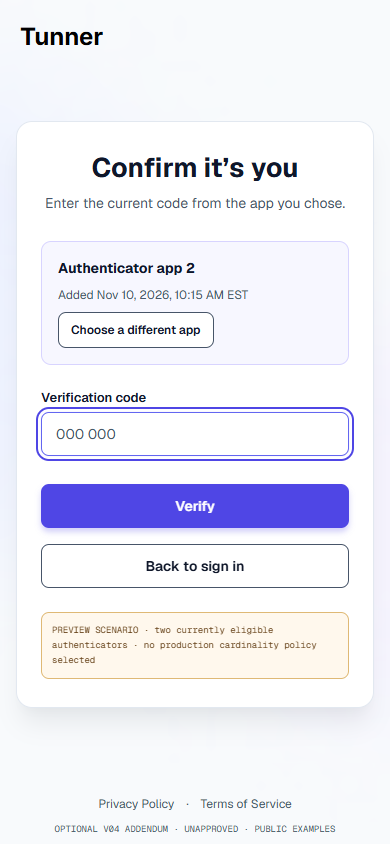 Tunner
Confirm it’s you
Enter the current code from the app you chose.
Authenticator app 2
Added Nov 10, 2026, 10:15 AM EST
Choose a different app
Verification code
000 000
Verify
Back to sign in
PREVIEW SCENARIO · two currently eligible
authenticators · no production cardinality policy
selected
Privacy Policy · Terms of Service
OPTIONAL V04 ADDENDUM · UNAPPROVED · PUBLIC EXAMPLES